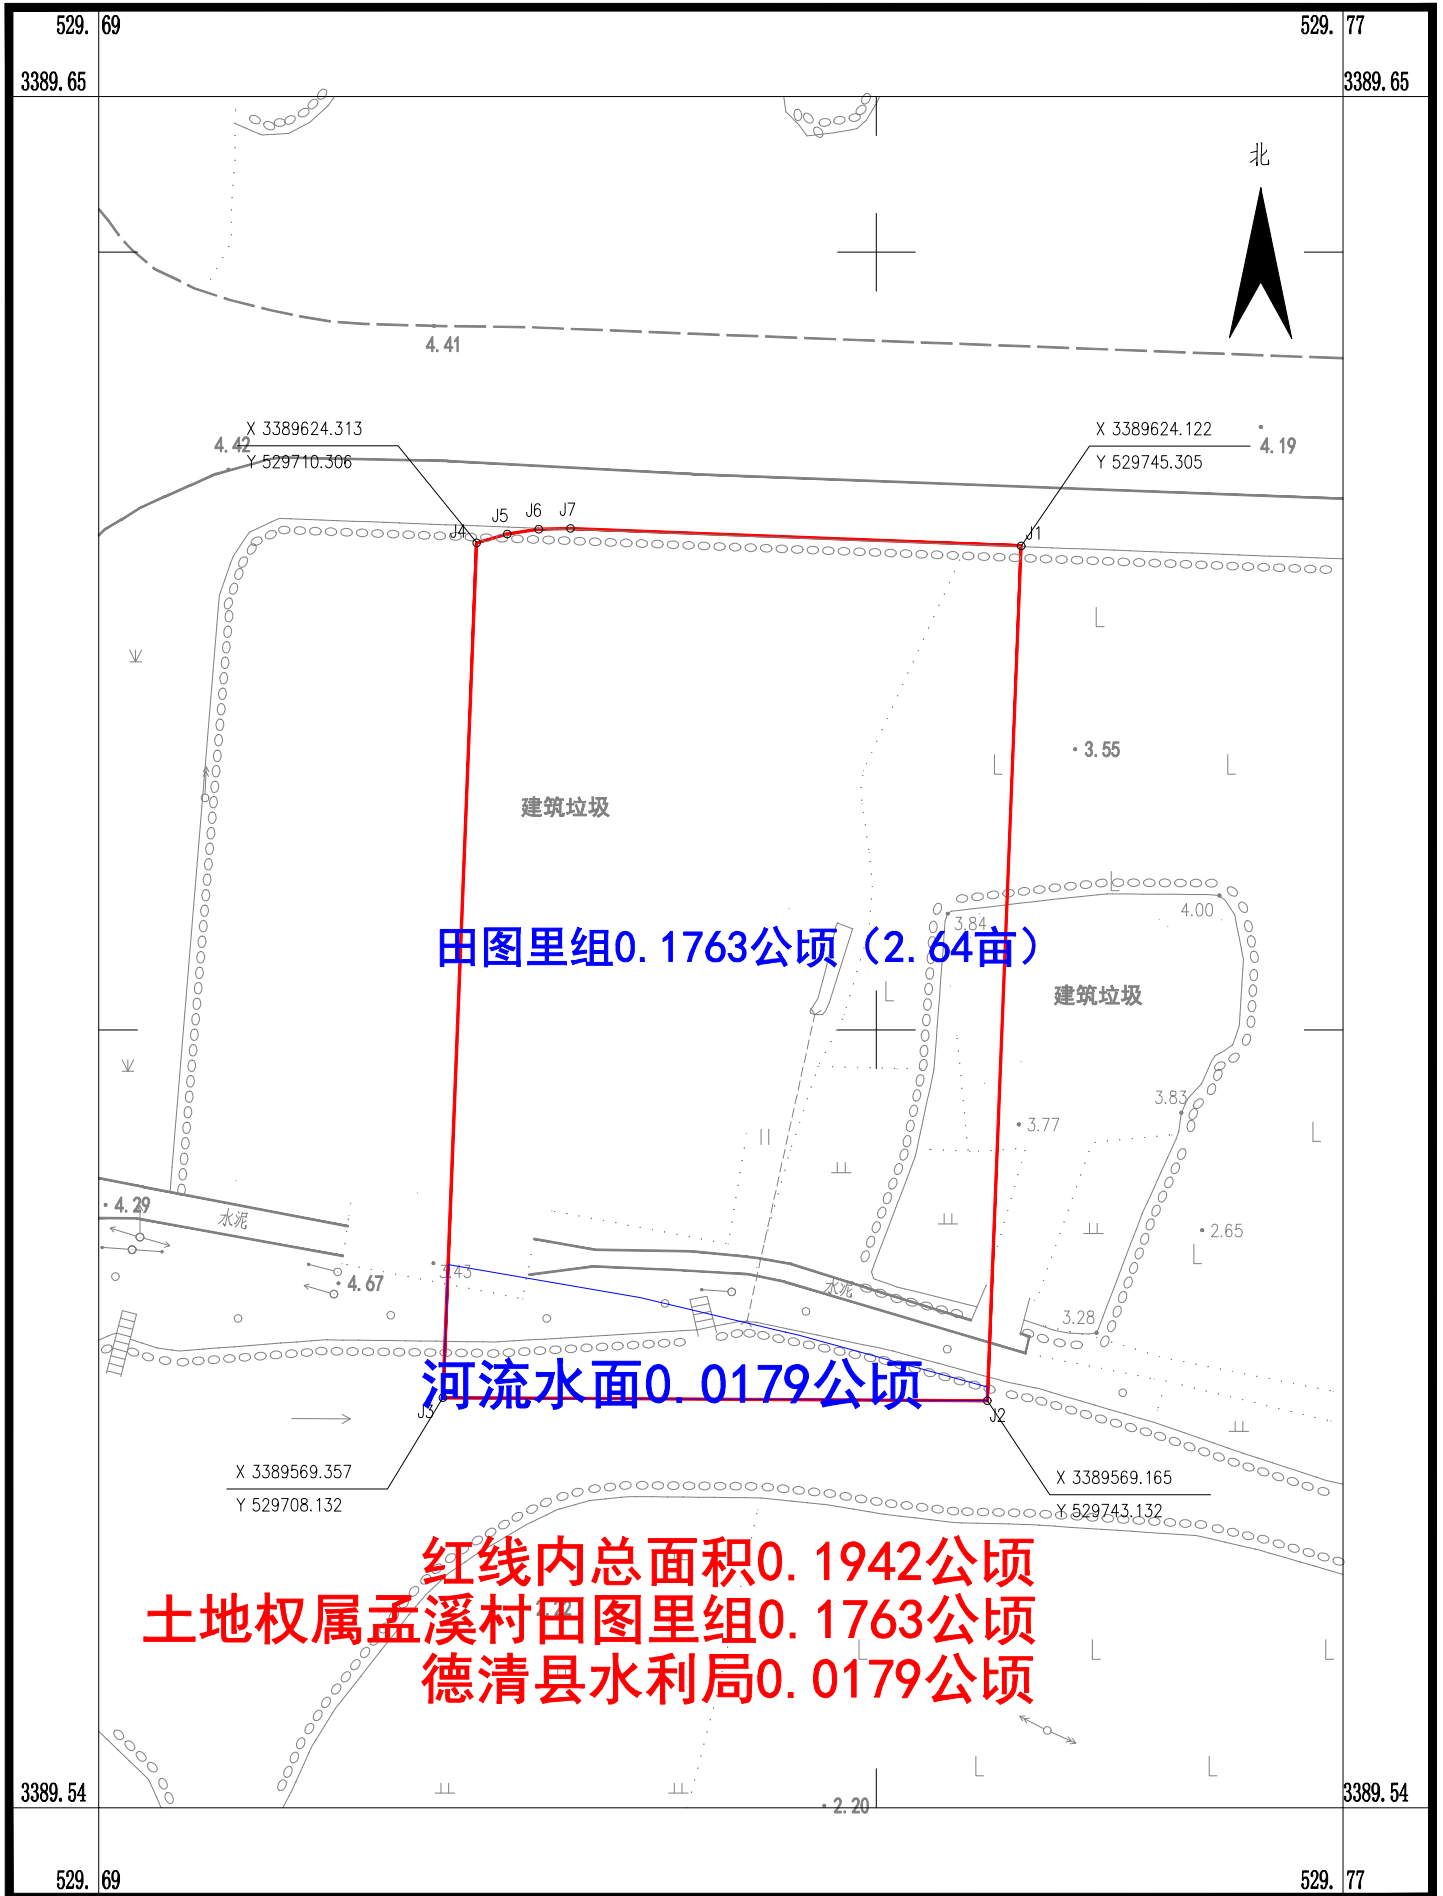 529. 69
529. 77
3389.65
3389.65
北
4.41
X 3389624.313
Y 529710.306
4.42
X 3389624.122
Y 529745.305
4.19
J4
J5
J6
J7
J1
3.55
建筑垃圾
4.00
3.84
田图里组0.1763公顷（2.64亩）
建筑垃圾
3.83
3.77
4.29
水泥
2.65
3.43
4.67
水泥
3.28
河流水面0.0179公顷
J3
J2
X 3389569.357
Y 529708.132
X 3389569.165
Y 529743.132
红线内总面积0.1942公顷
2.22
土地权属孟溪村田图里组0.1763公顷
德清县水利局0.0179公顷
2.20
3389.54
3389.54
529. 69
529. 77